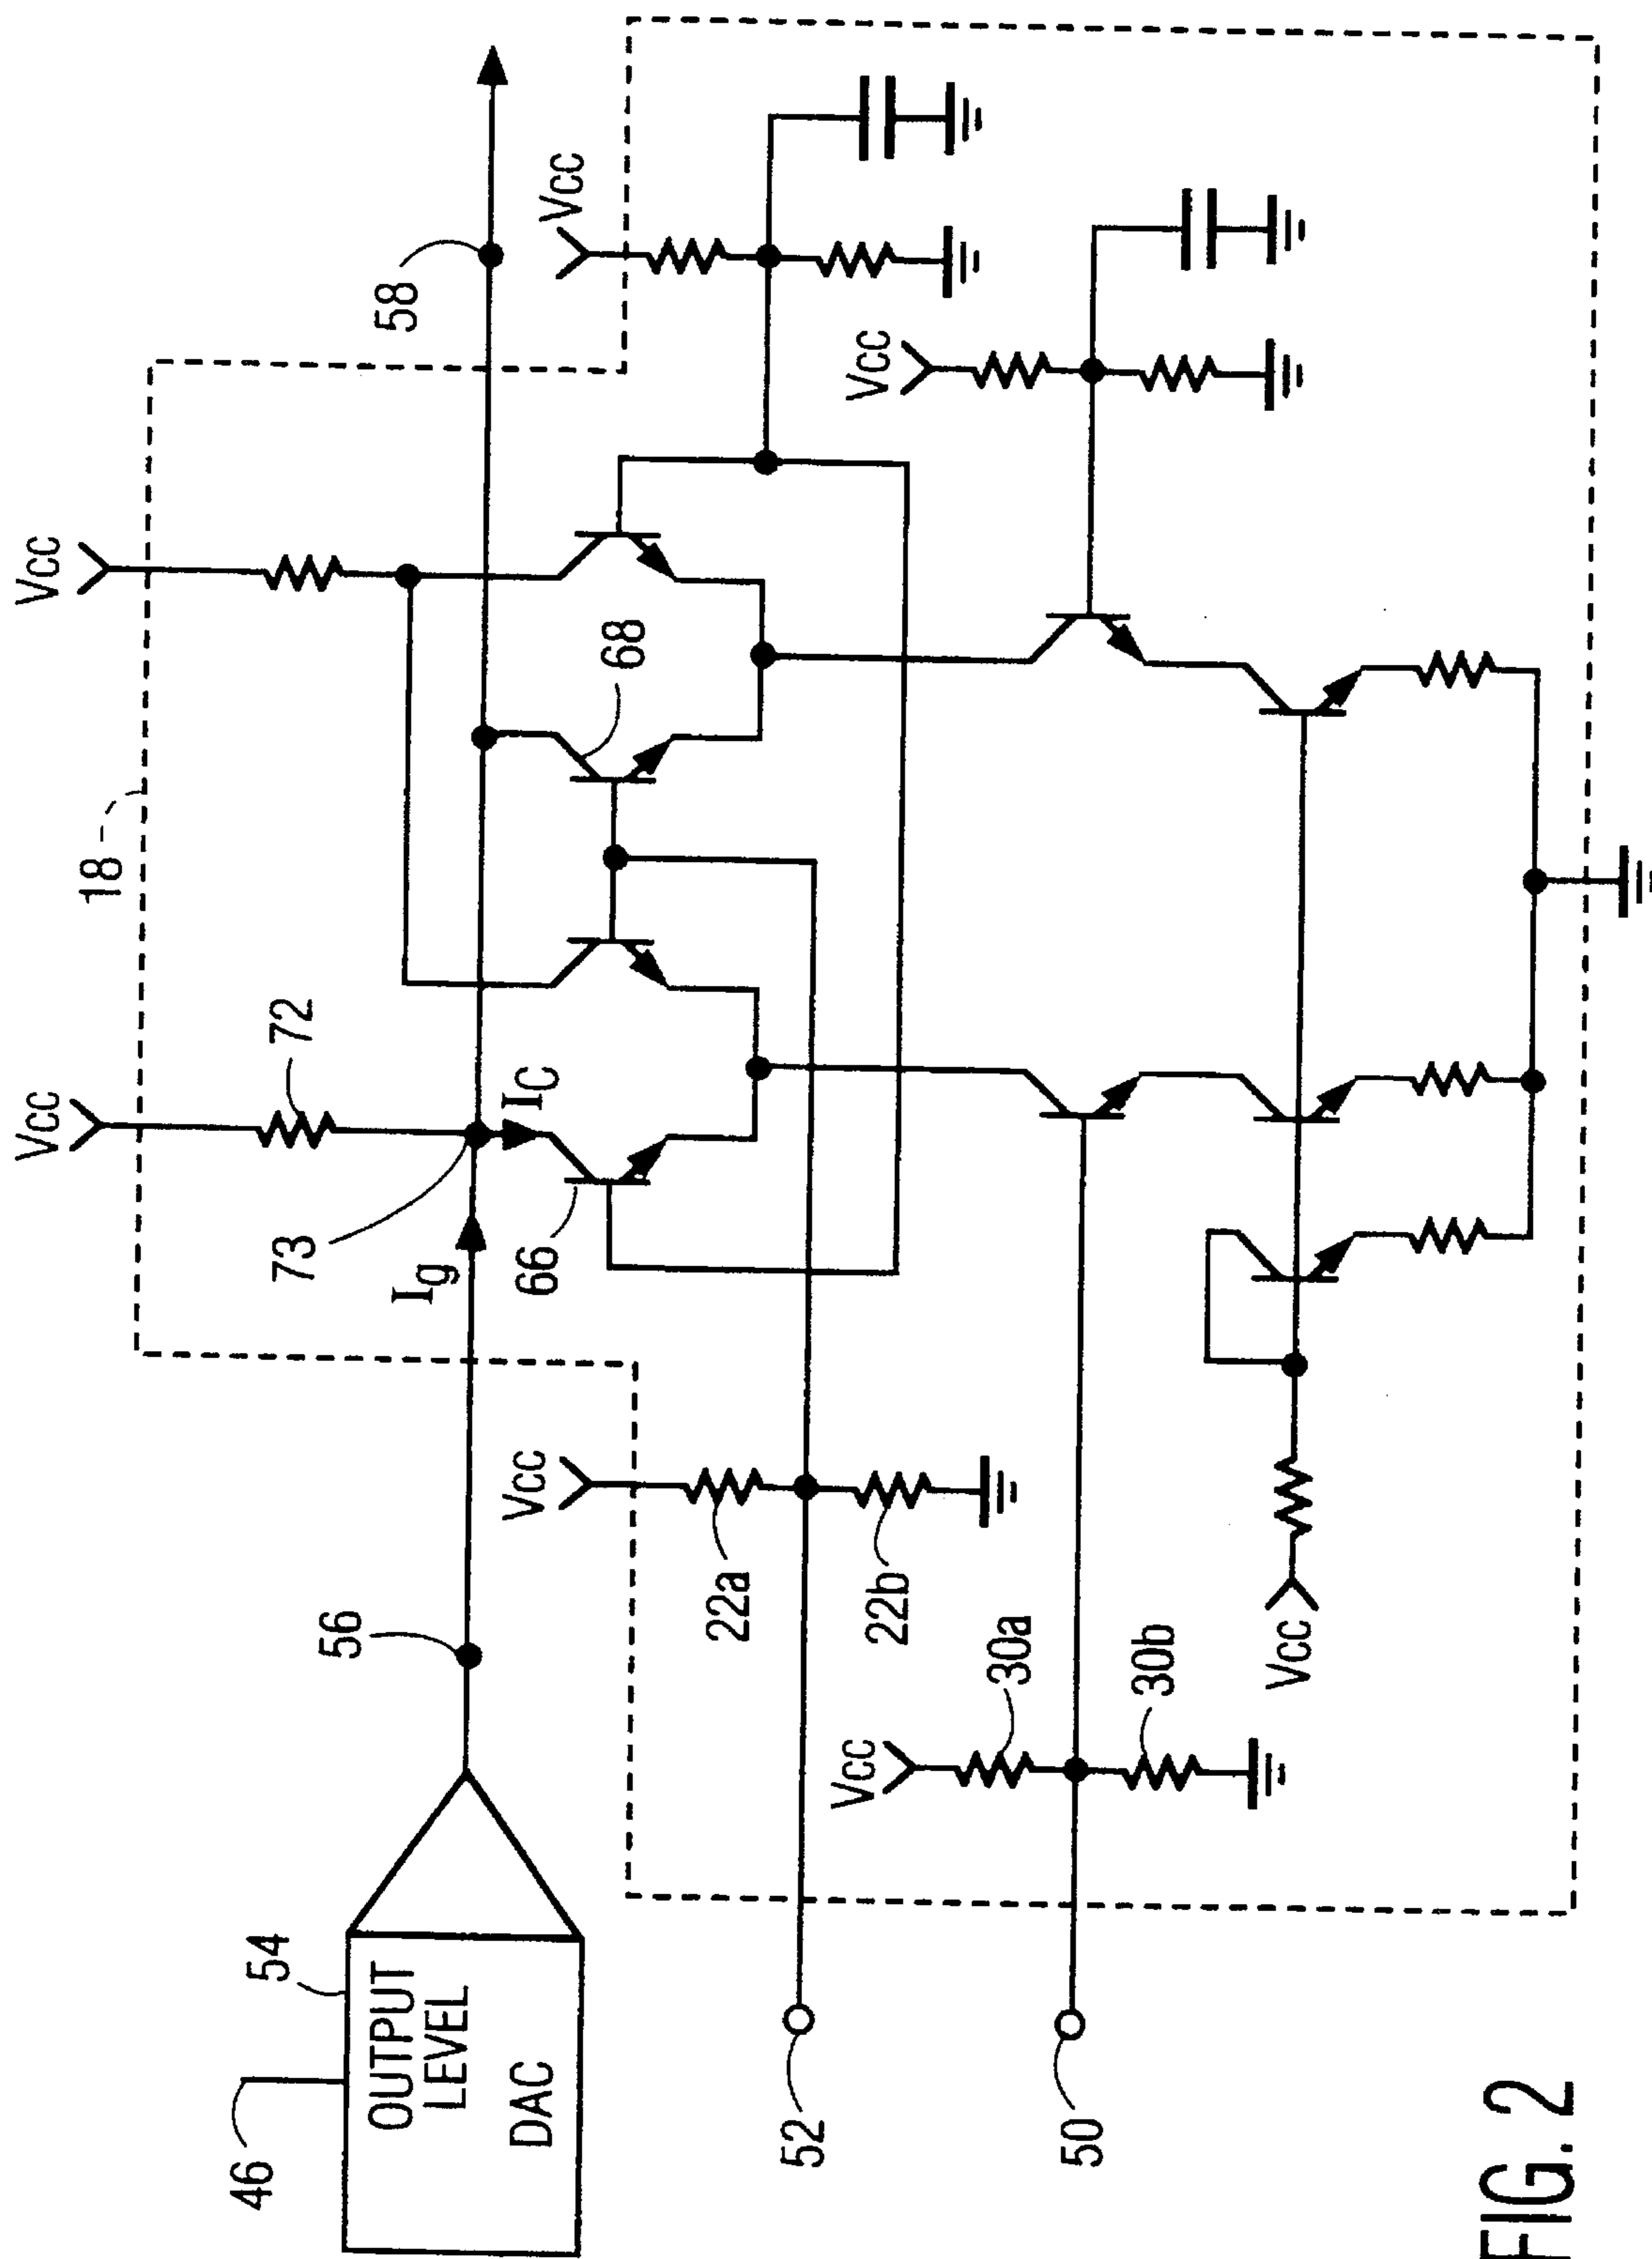 Vcc
Vcc
18
46
54
72
73
56
58
Ig
OUTPUT
LEVEL
DAC
Vcc
66
IC
Vcc
68
22a
52
Vcc
Vcc
22b
30a
50
30b
Vcc
FIG. 2